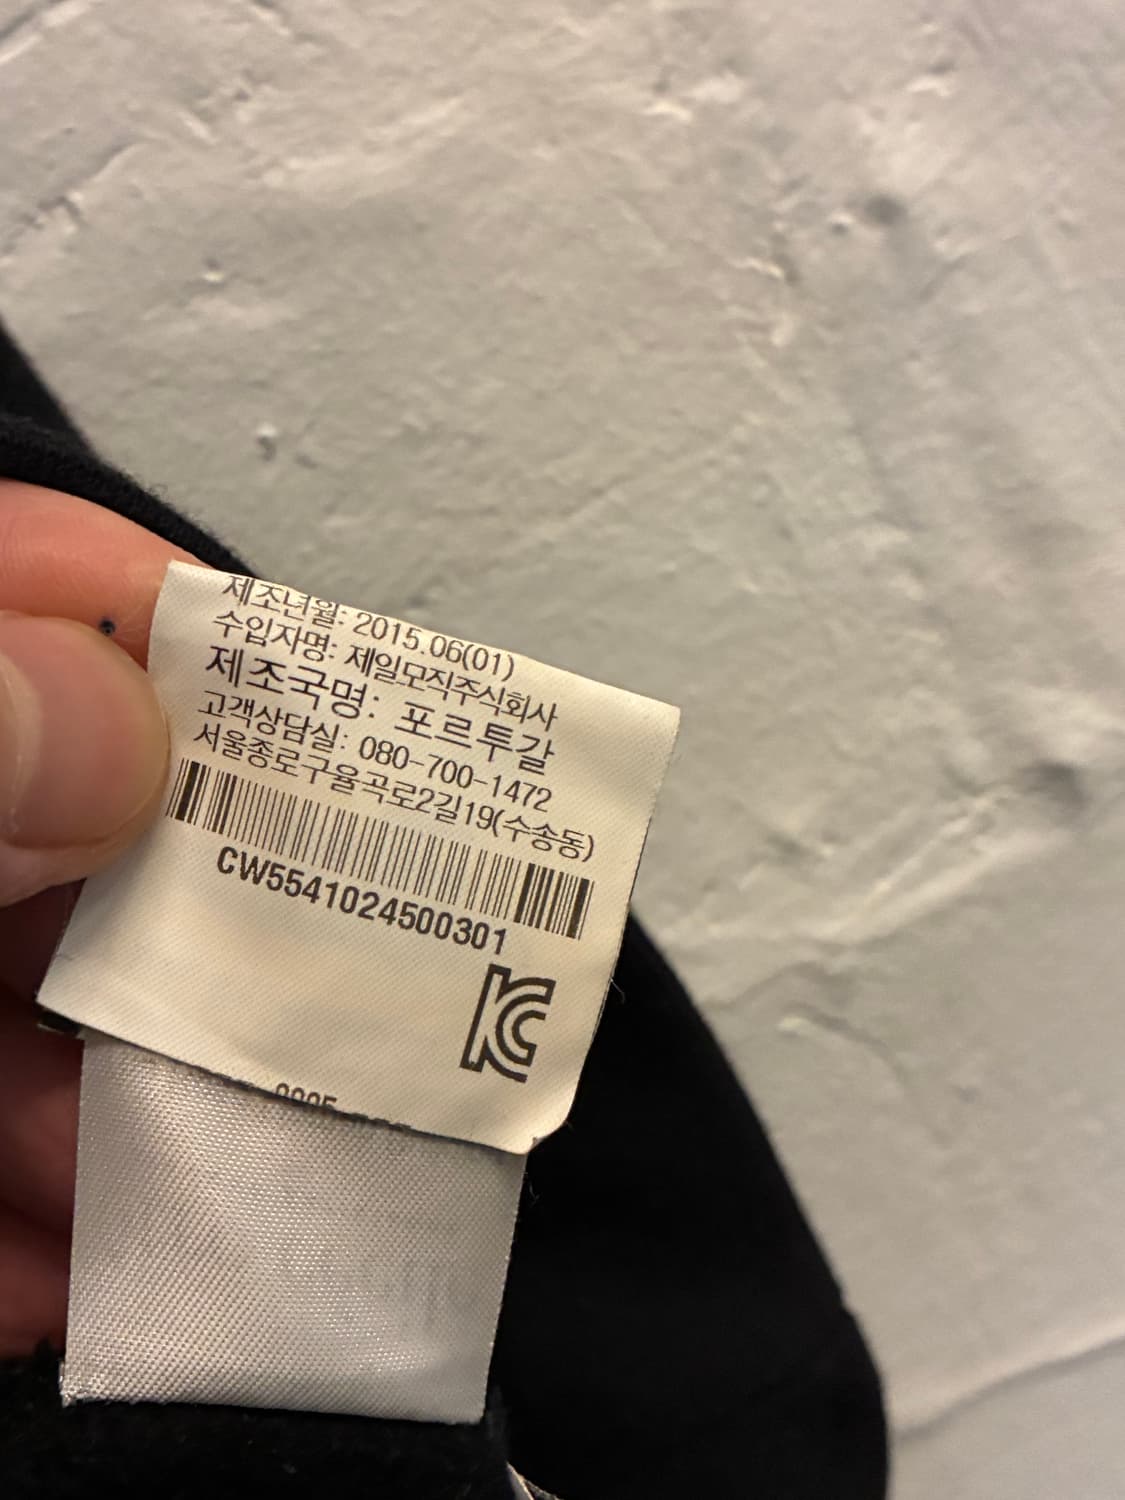 제조년월: 2015.06(01)
수입자명: 제일모직주식회사
제조국명: 포르투갈
고객상담실: 080-700-1472
서울종로구율곡로2길19(수송동)
CW5541024500301
KC